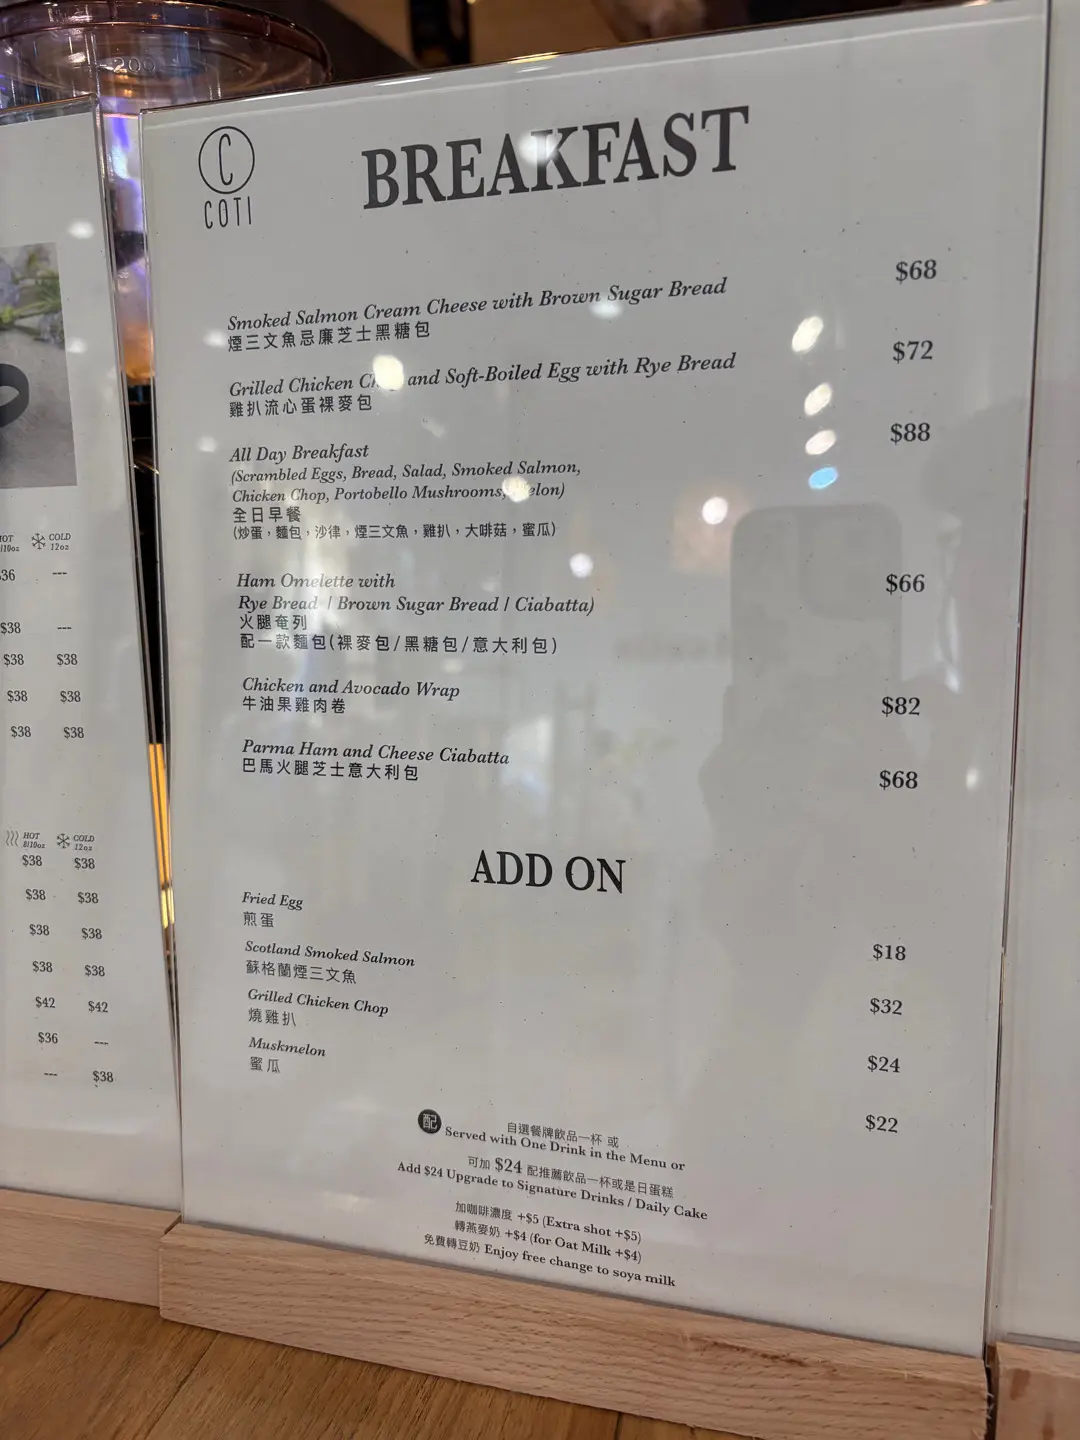 C
COTI
BREAKFAST
Smoked Salmon Cream Cheese with Brown Sugar Bread $68
煙三文魚忌廉芝士黑糖包
Grilled Chicken and Soft-Boiled Egg with Rye Bread $72
雞扒流心蛋裸麥包
All Day Breakfast $88
(Scrambled Eggs, Bread, Salad, Smoked Salmon,
Chicken Chop, Portobello Mushrooms, Melon)
全日早餐
(炒蛋，麵包，沙律，煙三文魚，雞扒，大啡菇，蜜瓜)
Ham Omelette with $66
Rye Bread / Brown Sugar Bread / Ciabatta)
火腿奄列
配一款麵包(裸麥包/黑糖包/意大利包)
Chicken and Avocado Wrap $82
牛油果雞肉卷
Parma Ham and Cheese Ciabatta $68
巴馬火腿芝士意大利包
ADD ON
Fried Egg $18
煎蛋
Scotland Smoked Salmon $32
蘇格蘭煙三文魚
Grilled Chicken Chop $24
燒雞扒
Muskmelon $22
蜜瓜
配 自選餐牌飲品一杯 或
Served with One Drink in the Menu or
可加 $24 配推薦飲品一杯或是日蛋糕
Add $24 Upgrade to Signature Drinks / Daily Cake
加咖啡濃度 +$5 (Extra shot +$5)
轉燕麥奶 +$4 (for Oat Milk +$4)
免費轉豆奶 Enjoy free change to soya milk
200
COLD
/10oz 12oz
36 ---
$38 ---
$38 $38
$38 $38
$38 $38
HOT COLD
8/10oz 12oz
$38 $38
$38 $38
$38 $38
$38 $38
$42 $42
$36 ---
--- $38